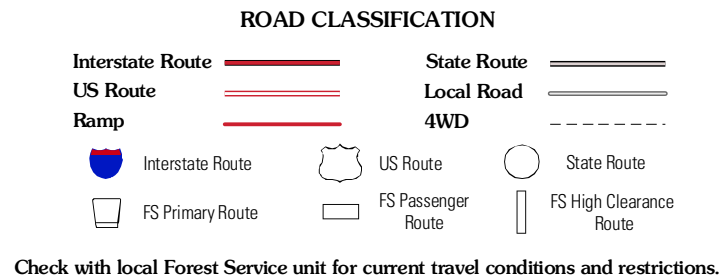 ROAD CLASSIFICATION
Interstate Route
State Route
US Route
Local Road
Ramp
4WD
Interstate Route
US Route
State Route
FS Primary Route
FS Passenger
Route
FS High Clearance
Route
Check with local Forest Service unit for current travel conditions and restrictions.